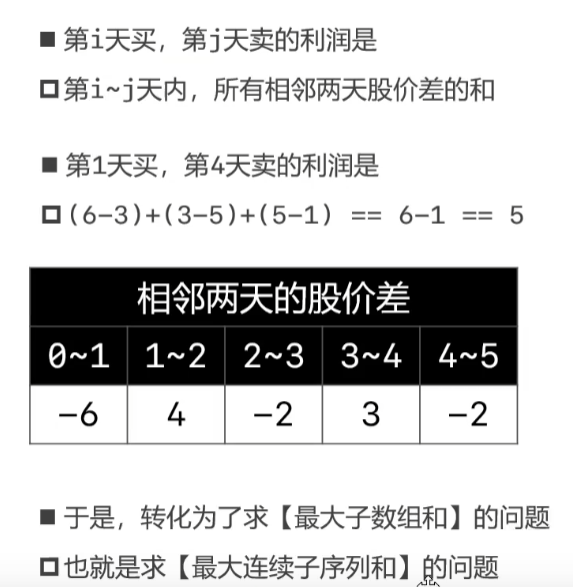 ■ 第i天买，第j天卖的利润是
□ 第i~j天内，所有相邻两天股价差的和
■ 第1天买，第4天卖的利润是
□ (6−3)+(3−5)+(5−1) == 6−1 == 5
相邻两天的股价差
0~1 1~2 2~3 3~4 4~5
−6 4 −2 3 −2
■ 于是，转化为了求【最大子数组和】的问题
□ 也就是求【最大连续子序列和】的问题